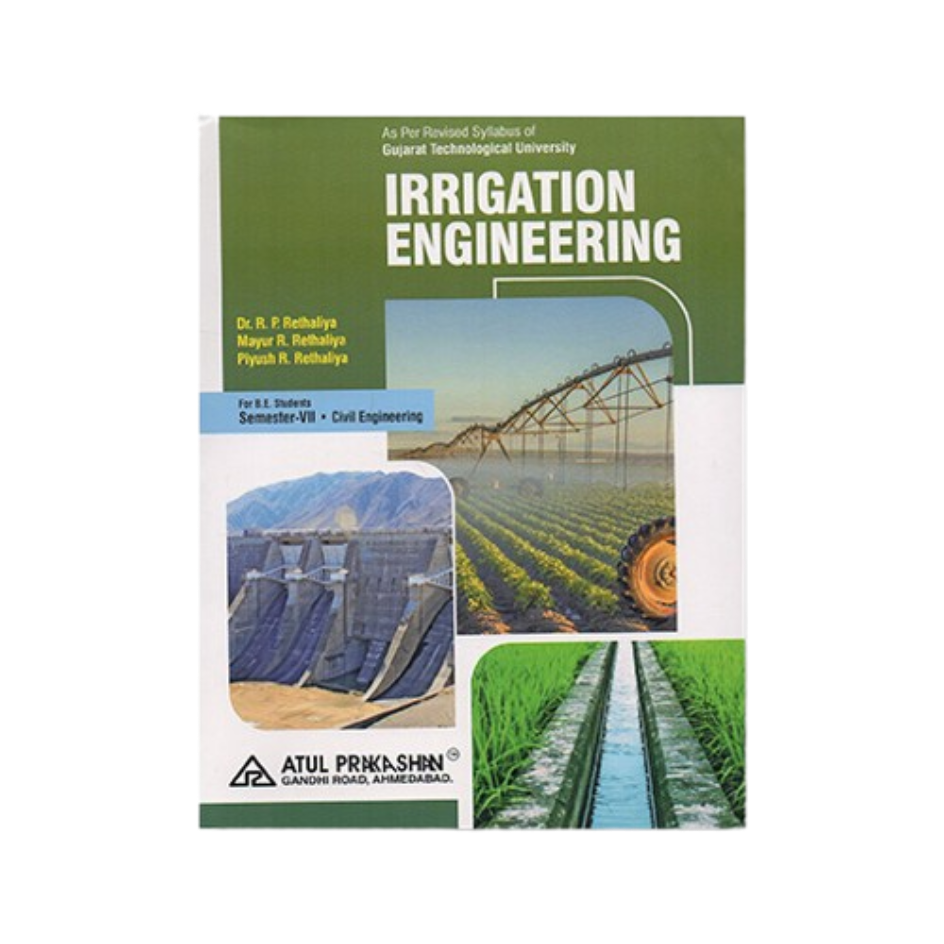 As Per Revised Syllabus of
Gujarat Technological University
IRRIGATION
ENGINEERING
Dr. R. P. Rethaliya
Mayur R. Rethaliya
Piyush R. Rethaliya
For B.E. Students
Semester-VII • Civil Engineering
ATUL PRAKASHAN
GANDHI ROAD, AHMEDABAD.